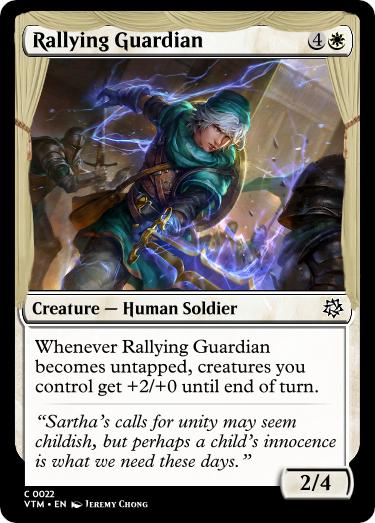 Rallying Guardian 4
Creature — Human Soldier
Whenever Rallying Guardian
becomes untapped, creatures you
control get +2/+0 until end of turn.
“Sartha’s calls for unity may seem
childish, but perhaps a child’s innocence
is what we need these days.”
2/4
C 0022
VTM • EN Jeremy Chong